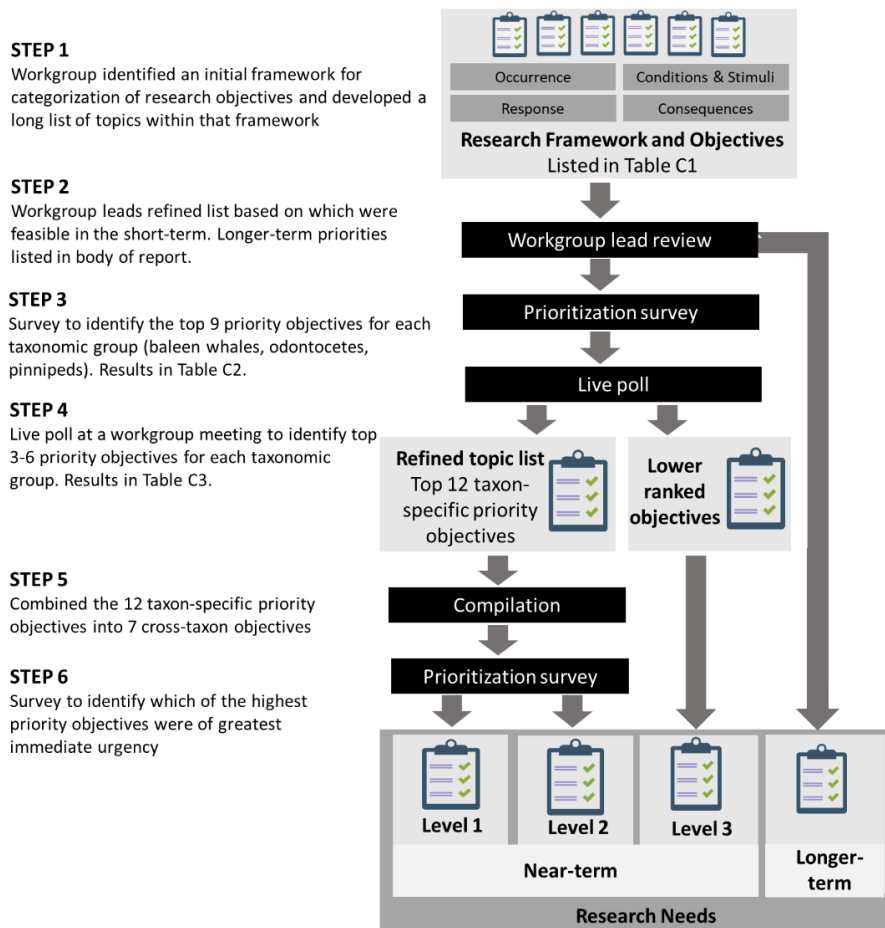 STEP 1
Workgroup identified an initial framework for
categorization of research objectives and developed a
long list of topics within that framework
Occurrence
Conditions & Stimuli
Response
Consequences
Research Framework and Objectives
Listed in Table C1
STEP 2
Workgroup leads refined list based on which were
feasible in the short-term. Longer-term priorities
listed in body of report.
Workgroup lead review
STEP 3
Survey to identify the top 9 priority objectives for each
taxonomic group (baleen whales, odontocetes,
pinnipeds). Results in Table C2.
Prioritization survey
Live poll
STEP 4
Live poll at a workgroup meeting to identify top
3-6 priority objectives for each taxonomic
group. Results in Table C3.
Refined topic list
Top 12 taxon-
specific priority
objectives
Lower
ranked
objectives
STEP 5
Combined the 12 taxon-specific priority
objectives into 7 cross-taxon objectives
Compilation
STEP 6
Survey to identify which of the highest
priority objectives were of greatest
immediate urgency
Prioritization survey
Level 1
Level 2
Level 3
Near-term
Longer-
term
Research Needs